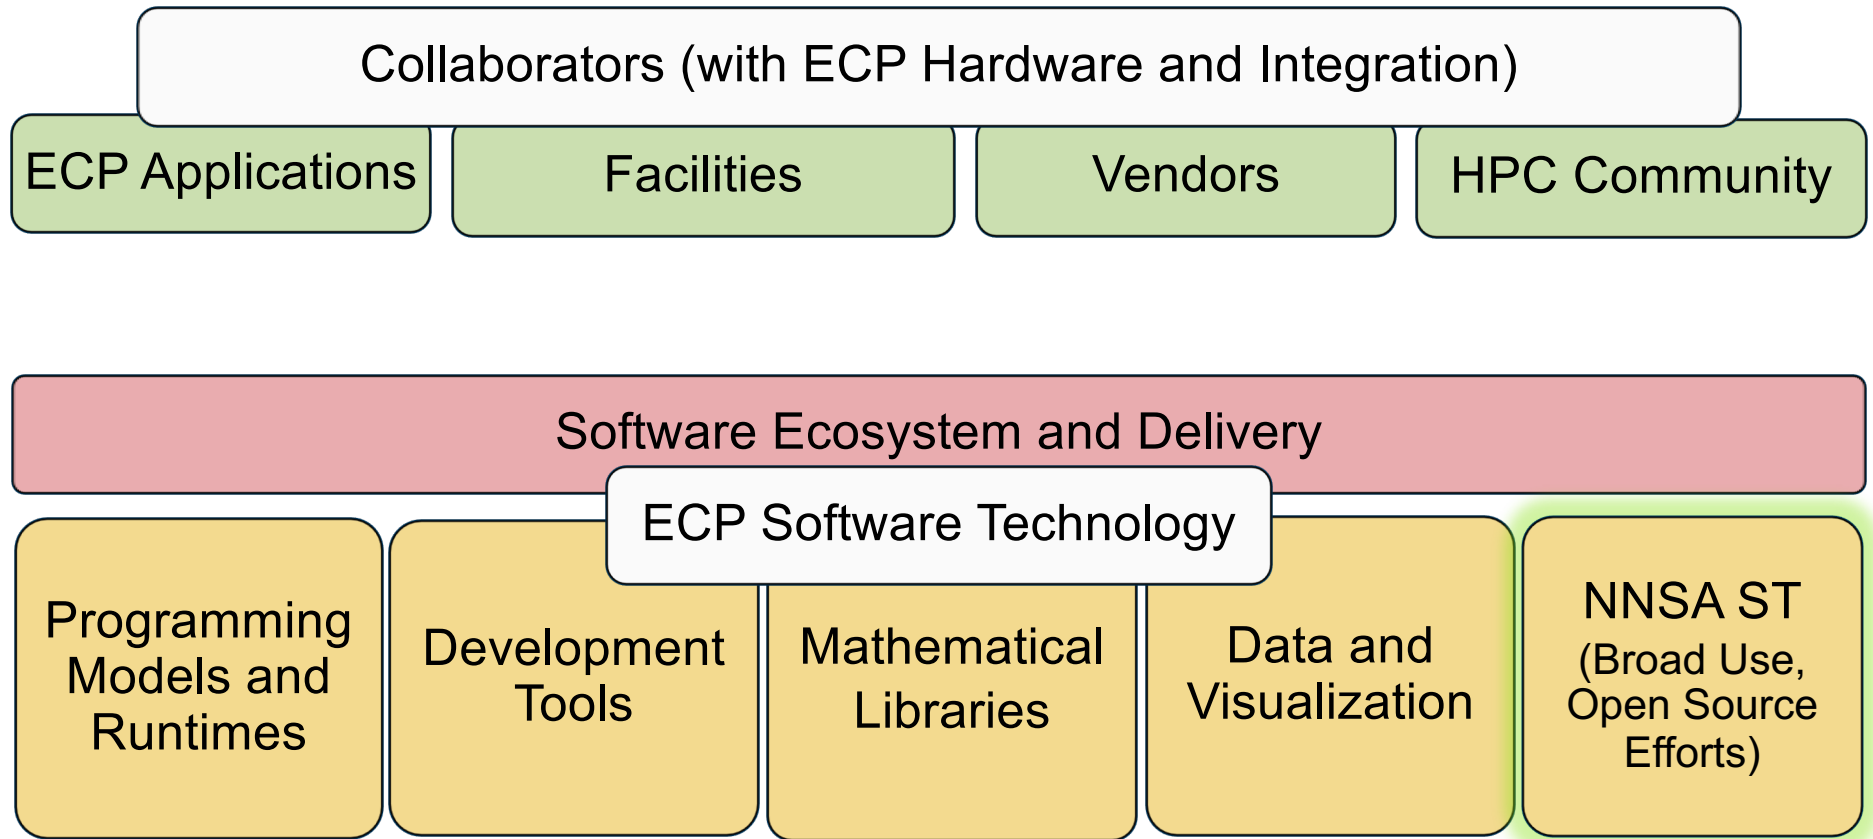 Collaborators (with ECP Hardware and Integration)
ECP Applications
Facilities
Vendors
HPC Community
Software Ecosystem and Delivery
ECP Software Technology
Programming
Models and
Runtimes
Development
Tools
Mathematical
Libraries
Data and
Visualization
NNSA ST
(Broad Use,
Open Source
Efforts)